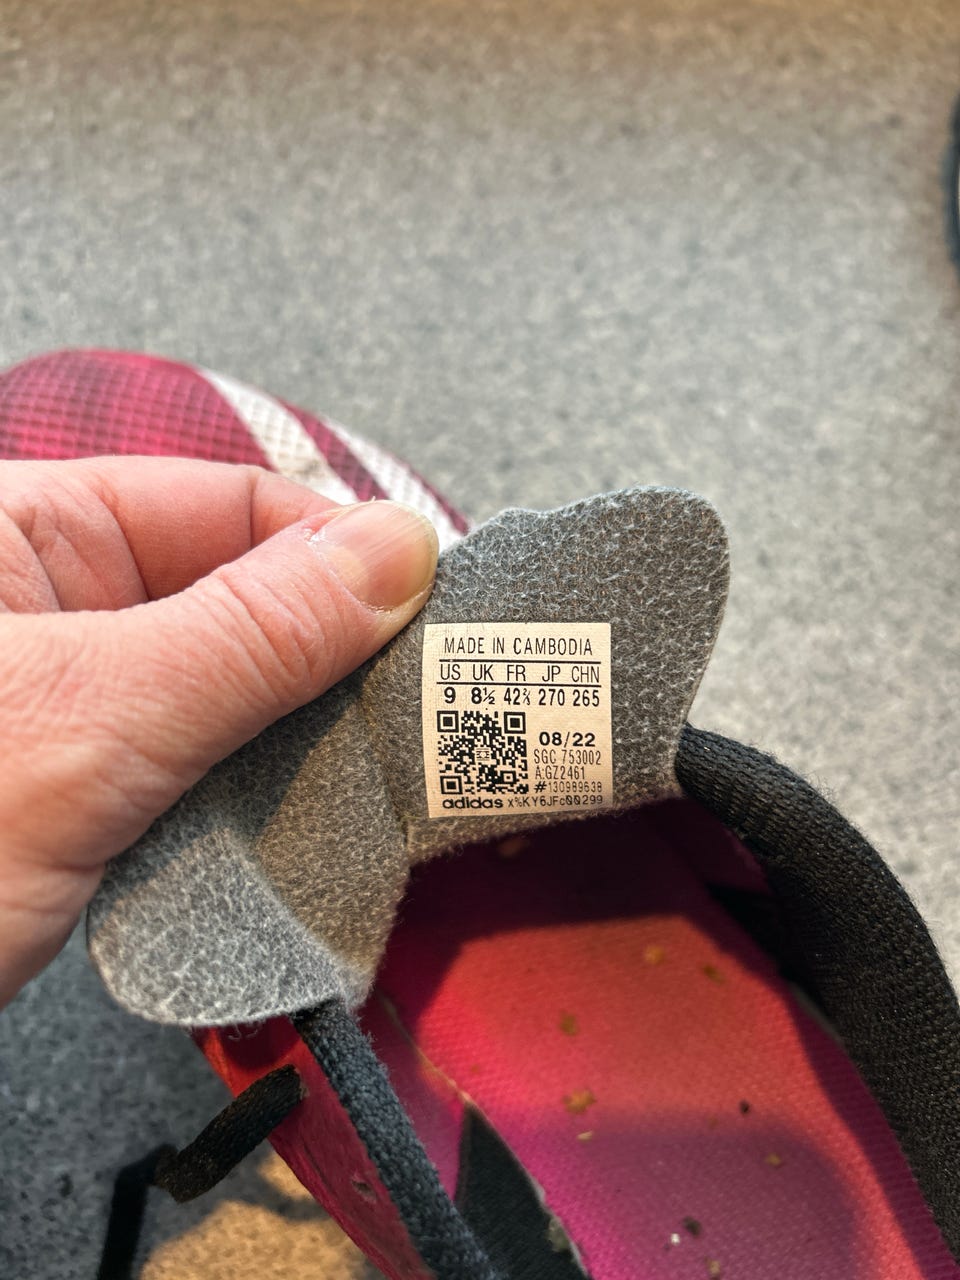 MADE IN CAMBODIA
US UK FR JP CHN
9 8½ 42⅔ 270 265
08/22
SGC 753002
A:GZ2461
#130989638
adidas x%KY6JFc00299